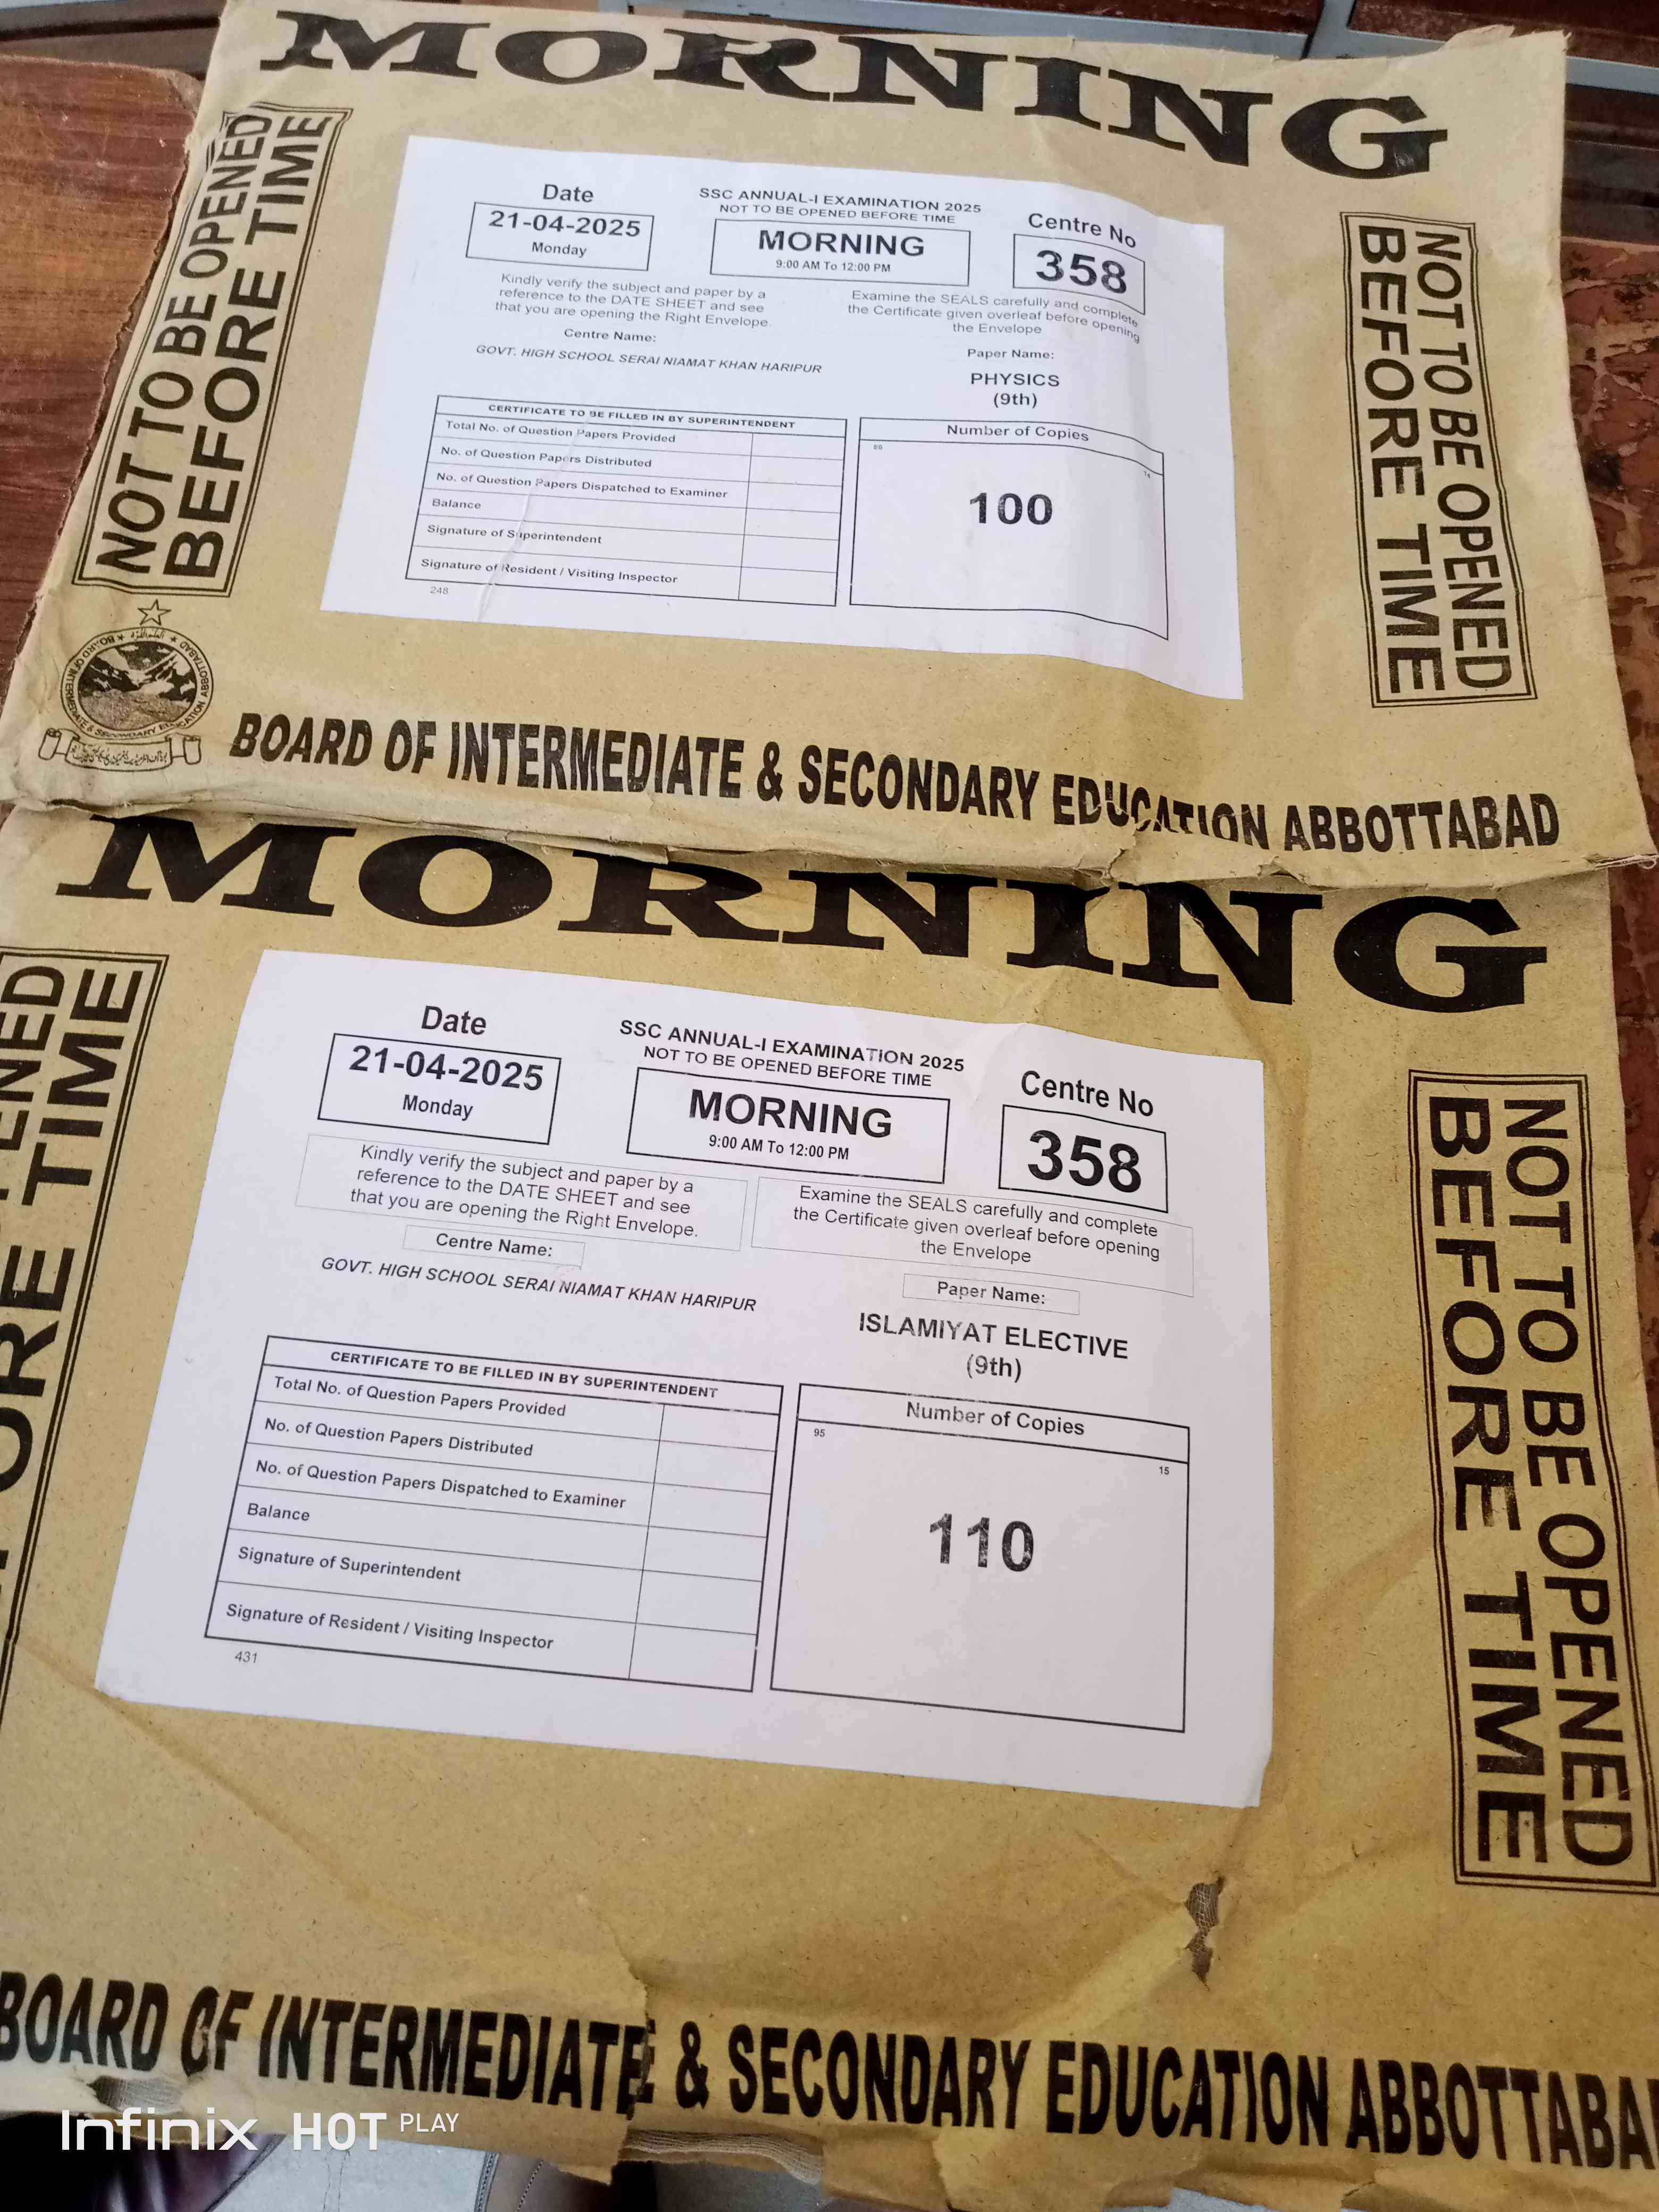 MORNING
NOT TO BE OPENED
BEFORE TIME
Date
21-04-2025
Monday
SSC ANNUAL-I EXAMINATION 2025
NOT TO BE OPENED BEFORE TIME
MORNING
9:00 AM To 12:00 PM
Centre No
358
Kindly verify the subject and paper by a
reference to the DATE SHEET and see
that you are opening the Right Envelope.
Examine the SEALS carefully and complete
the Certificate given overleaf before opening
the Envelope
Centre Name:
GOVT. HIGH SCHOOL SERAI NIAMAT KHAN HARIPUR
Paper Name:
PHYSICS
(9th)
CERTIFICATE TO BE FILLED IN BY SUPERINTENDENT
Total No. of Question Papers Provided
No. of Question Papers Distributed
No. of Question Papers Dispatched to Examiner
Balance
Signature of Superintendent
Signature of Resident / Visiting Inspector
248
Number of Copies
14
100
NOT TO BE OPENED
BEFORE TIME
BOARD OF INTERMEDIATE & SECONDARY EDUCATION ABBOTTABAD
BOARD OF INTERMEDIATE & SECONDARY EDUCATION ABBOTTABAD
MORNING
ENED
ORE TIME
Date
21-04-2025
Monday
SSC ANNUAL-I EXAMINATION 2025
NOT TO BE OPENED BEFORE TIME
MORNING
9:00 AM To 12:00 PM
Centre No
358
Kindly verify the subject and paper by a
reference to the DATE SHEET and see
that you are opening the Right Envelope.
Examine the SEALS carefully and complete
the Certificate given overleaf before opening
the Envelope
Centre Name:
GOVT. HIGH SCHOOL SERAI NIAMAT KHAN HARIPUR
Paper Name:
ISLAMIYAT ELECTIVE
(9th)
CERTIFICATE TO BE FILLED IN BY SUPERINTENDENT
Total No. of Question Papers Provided
No. of Question Papers Distributed
No. of Question Papers Dispatched to Examiner
Balance
Signature of Superintendent
Signature of Resident / Visiting Inspector
431
Number of Copies
95
15
110
NOT TO BE OPENED
BEFORE TIME
BOARD OF INTERMEDIATE & SECONDARY EDUCATION ABBOTTABA
Infinix HOT PLAY